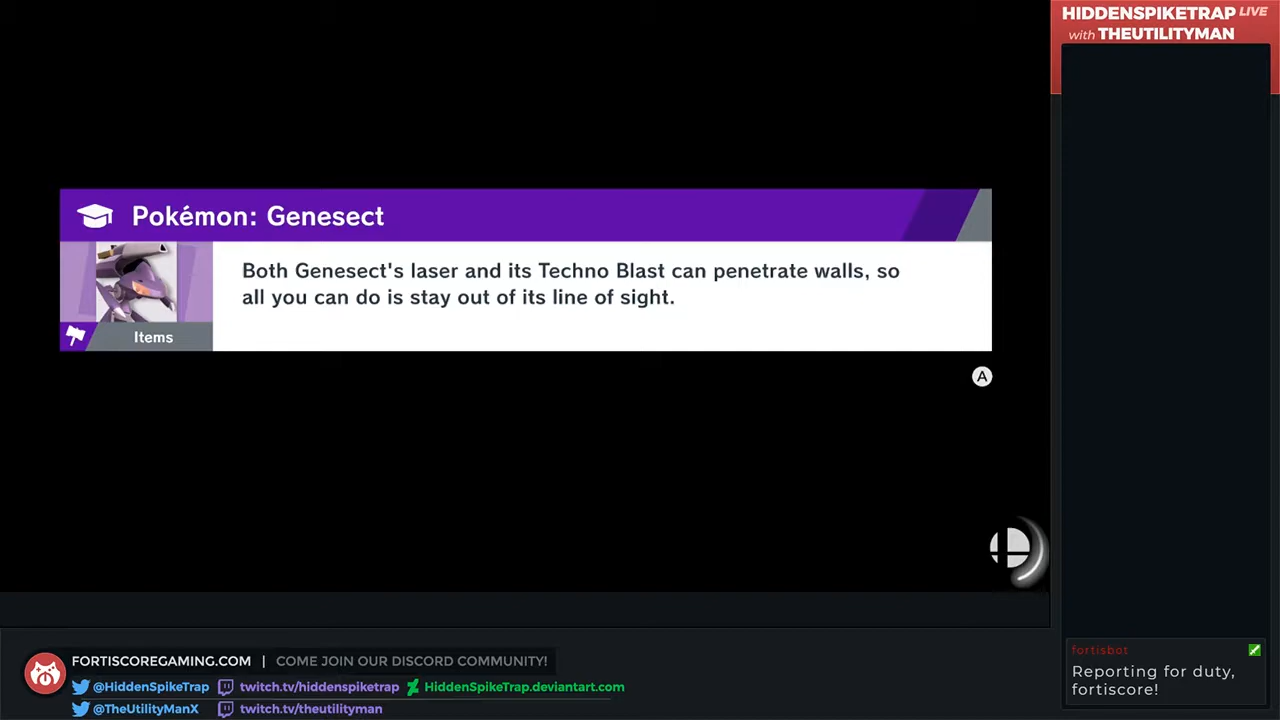 HIDDENSPIKETRAP LIVE
with THEUTILITYMAN
Pokémon: Genesect
Both Genesect's laser and its Techno Blast can penetrate walls, so
all you can do is stay out of its line of sight.
Items
A
fortisbot
Reporting for duty,
fortiscore!
FORTISCOREGAMING.COM | COME JOIN OUR DISCORD COMMUNITY!
@HiddenSpikeTrap twitch.tv/hiddenspiketrap HiddenSpikeTrap.deviantart.com
@TheUtilityManX twitch.tv/theutilityman